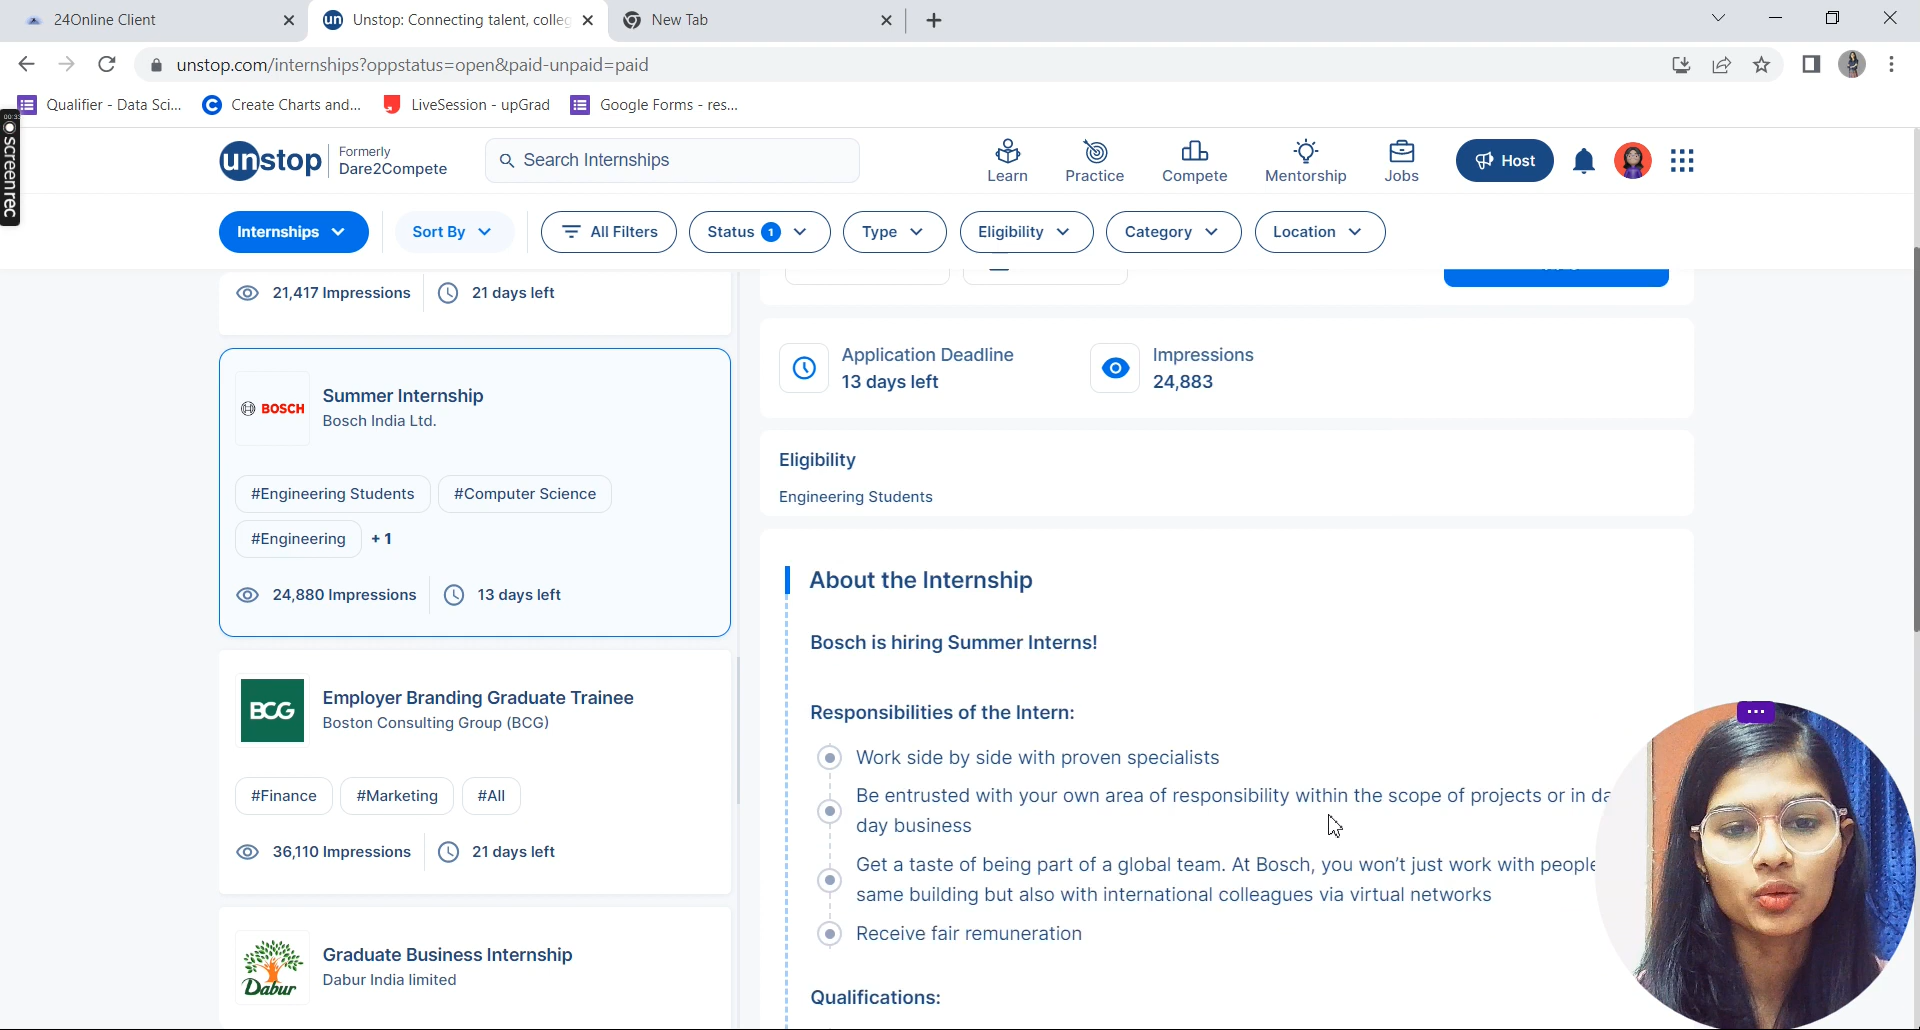 24Online Client
Unstop: Connecting talent, colleg
New Tab
unstop.com/internships?oppstatus=open&paid-unpaid=paid
Qualifier - Data Sci...
Create Charts and...
LiveSession - upGrad
Google Forms - res...
screenrec
unstop
Formerly
Dare2Compete
Search Internships
Learn
Practice
Compete
Mentorship
Jobs
Host
Internships
Sort By
All Filters
Status 1
Type
Eligibility
Category
Location
21,417 Impressions
21 days left
BOSCH
Summer Internship
Bosch India Ltd.
#Engineering Students
#Computer Science
#Engineering
+ 1
24,880 Impressions
13 days left
BCG
Employer Branding Graduate Trainee
Boston Consulting Group (BCG)
#Finance
#Marketing
#All
36,110 Impressions
21 days left
Dabur
Graduate Business Internship
Dabur India limited
Application Deadline
13 days left
Impressions
24,883
Eligibility
Engineering Students
About the Internship
Bosch is hiring Summer Interns!
Responsibilities of the Intern:
Work side by side with proven specialists
Be entrusted with your own area of responsibility within the scope of projects or in da
day business
Get a taste of being part of a global team. At Bosch, you won't just work with people
same building but also with international colleagues via virtual networks
Receive fair remuneration
Qualifications: